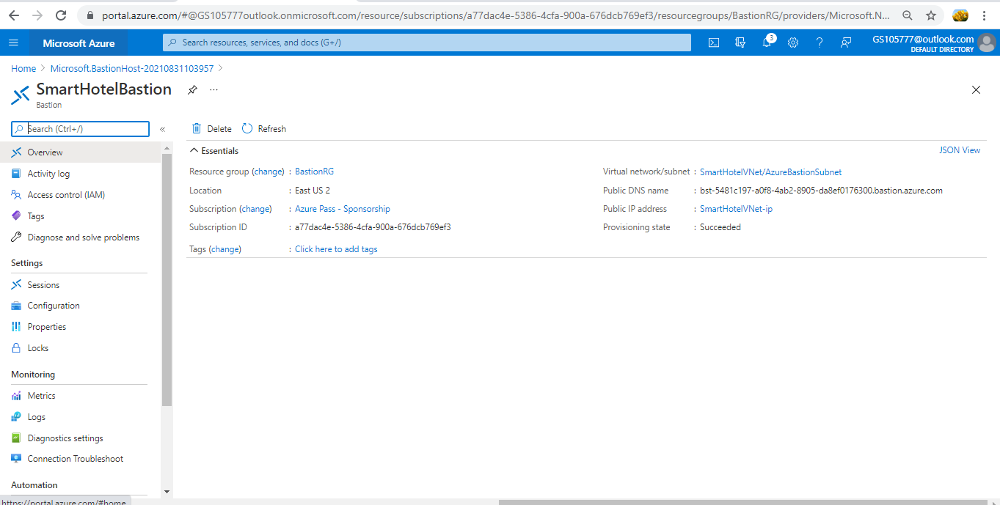 portal.azure.com/#@GS105777outlook.onmicrosoft.com/resource/subscriptions/a77dac4e-5386-4cfa-900a-676dcb769ef3/resourcegroups/BastionRG/providers/Microsoft.N...
Microsoft Azure
Search resources, services, and docs (G+/)
3
GS105777@outlook.com
DEFAULT DIRECTORY
Home > Microsoft.BastionHost-20210831103957 >
SmartHotelBastion
...
Bastion
Search (Ctrl+/)
«
Delete Refresh
Overview
Activity log
Access control (IAM)
Tags
Diagnose and solve problems
Settings
Sessions
Configuration
Properties
Locks
Monitoring
Metrics
Logs
Diagnostics settings
Connection Troubleshoot
Automation
Essentials
JSON View
Resource group (change) : BastionRG
Location : East US 2
Subscription (change) : Azure Pass - Sponsorship
Subscription ID : a77dac4e-5386-4cfa-900a-676dcb769ef3
Tags (change) : Click here to add tags
Virtual network/subnet : SmartHotelVNet/AzureBastionSubnet
Public DNS name : bst-5481c197-a0f8-4ab2-8905-da8ef0176300.bastion.azure.com
Public IP address : SmartHotelVNet-ip
Provisioning state : Succeeded
https://portal.azure.com/#home